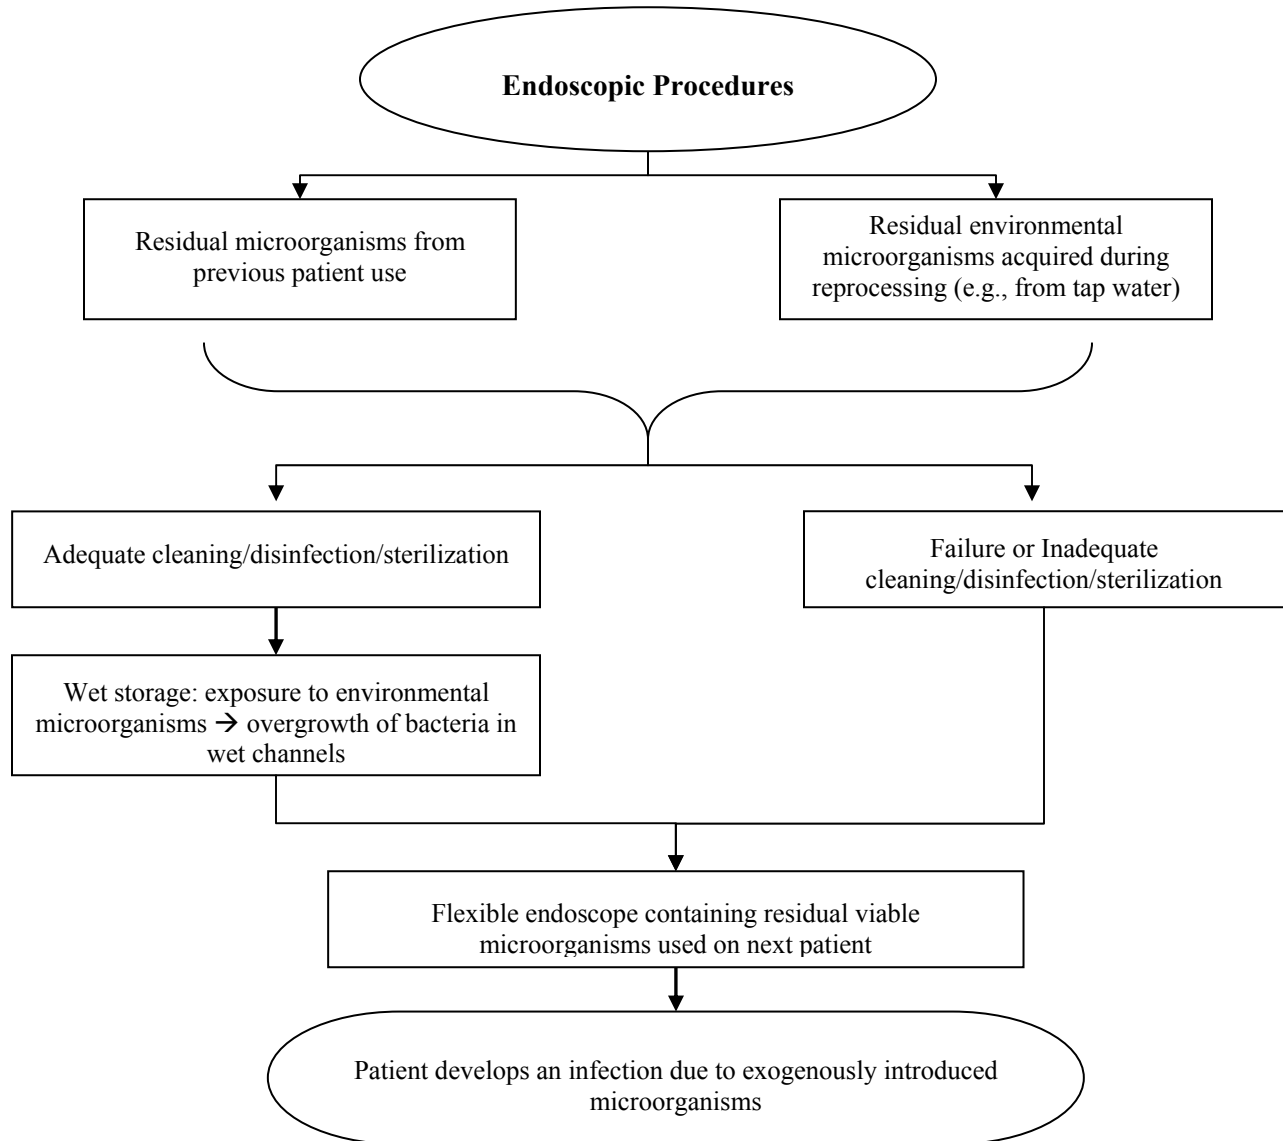 Endoscopic Procedures
Residual microorganisms from
previous patient use
Residual environmental
microorganisms acquired during
reprocessing (e.g., from tap water)
Adequate cleaning/disinfection/sterilization
Failure or Inadequate
cleaning/disinfection/sterilization
Wet storage: exposure to environmental
microorganisms → overgrowth of bacteria in
wet channels
Flexible endoscope containing residual viable
microorganisms used on next patient
Patient develops an infection due to exogenously introduced
microorganisms